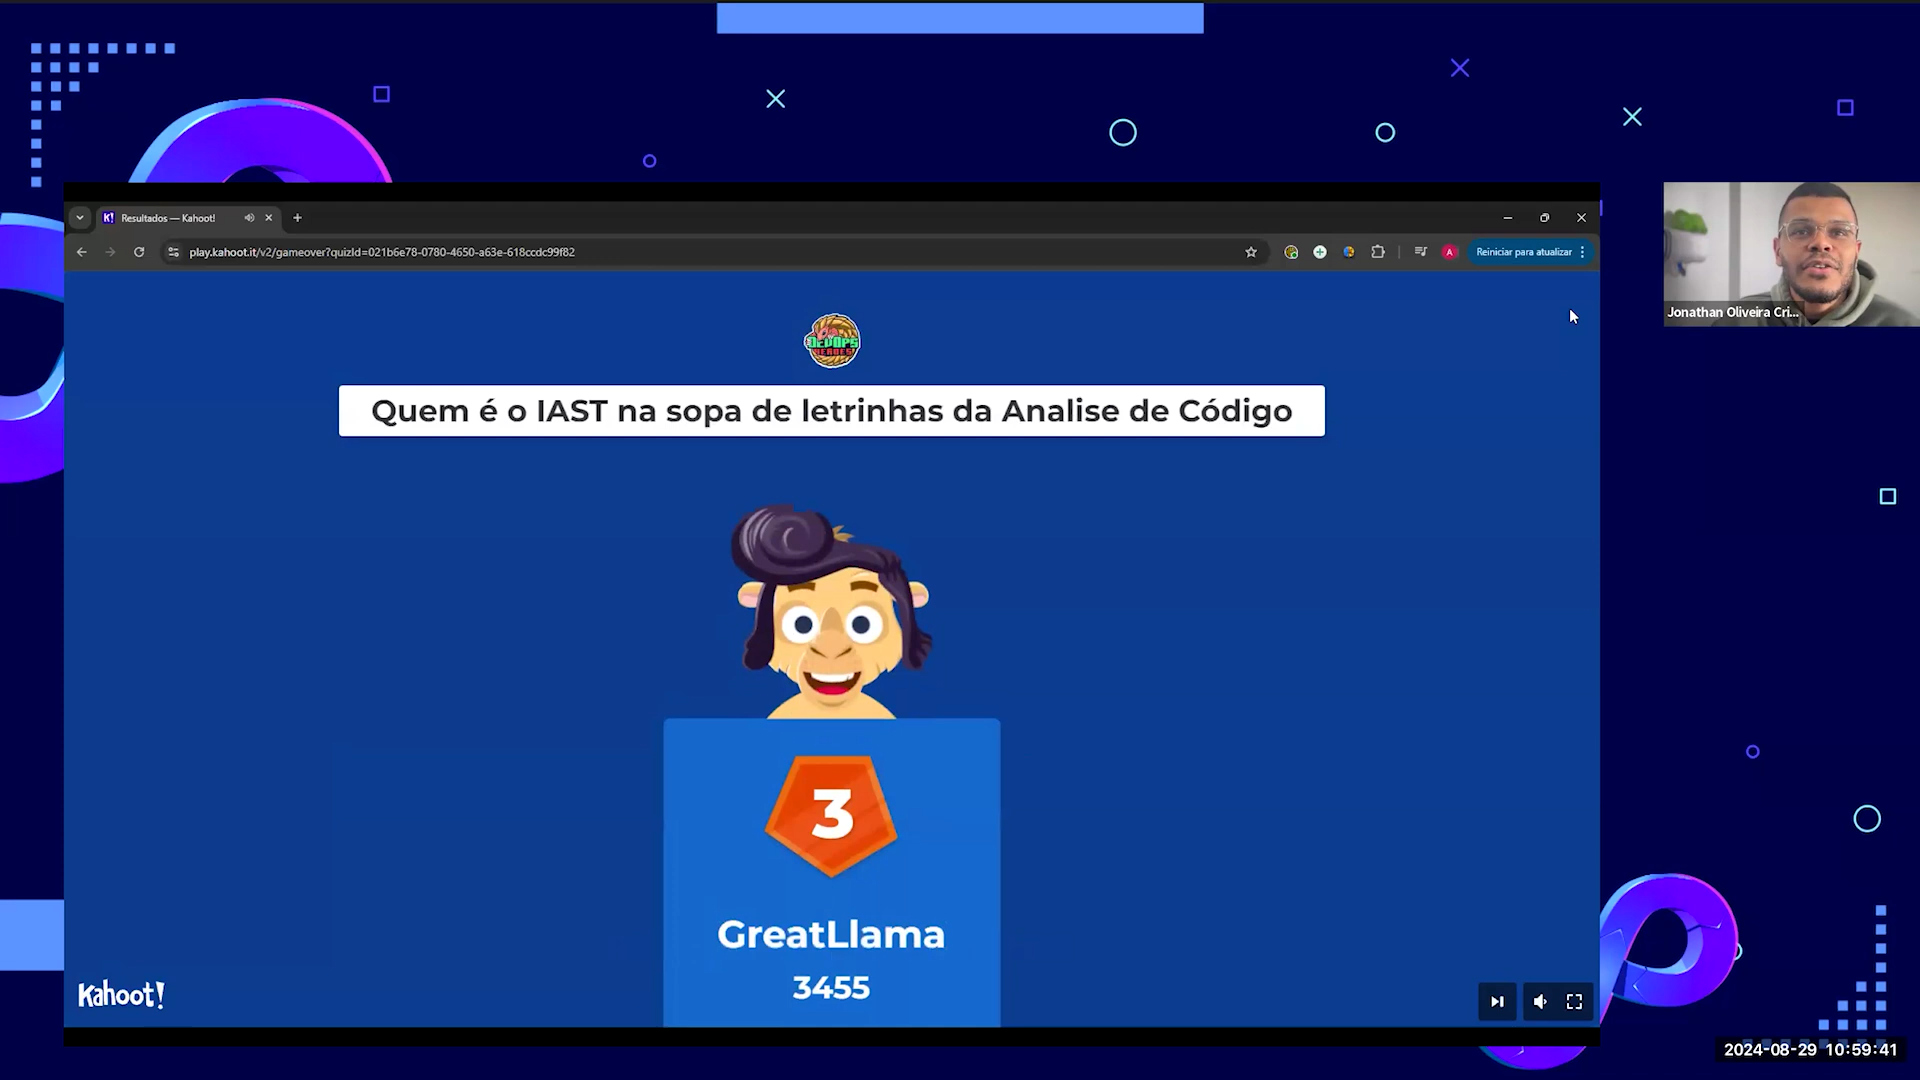 K! Resultados — Kahoot!
play.kahoot.it/v2/gameover?quizId=021b6e78-0780-4650-a63e-618ccdc99f82
A
Reiniciar para atualizar
Jonathan Oliveira Cri...
DEVOPS
HEROES
Quem é o IAST na sopa de letrinhas da Analise de Código
3
GreatLlama
3455
Kahoot!
2024-08-29 10:59:41